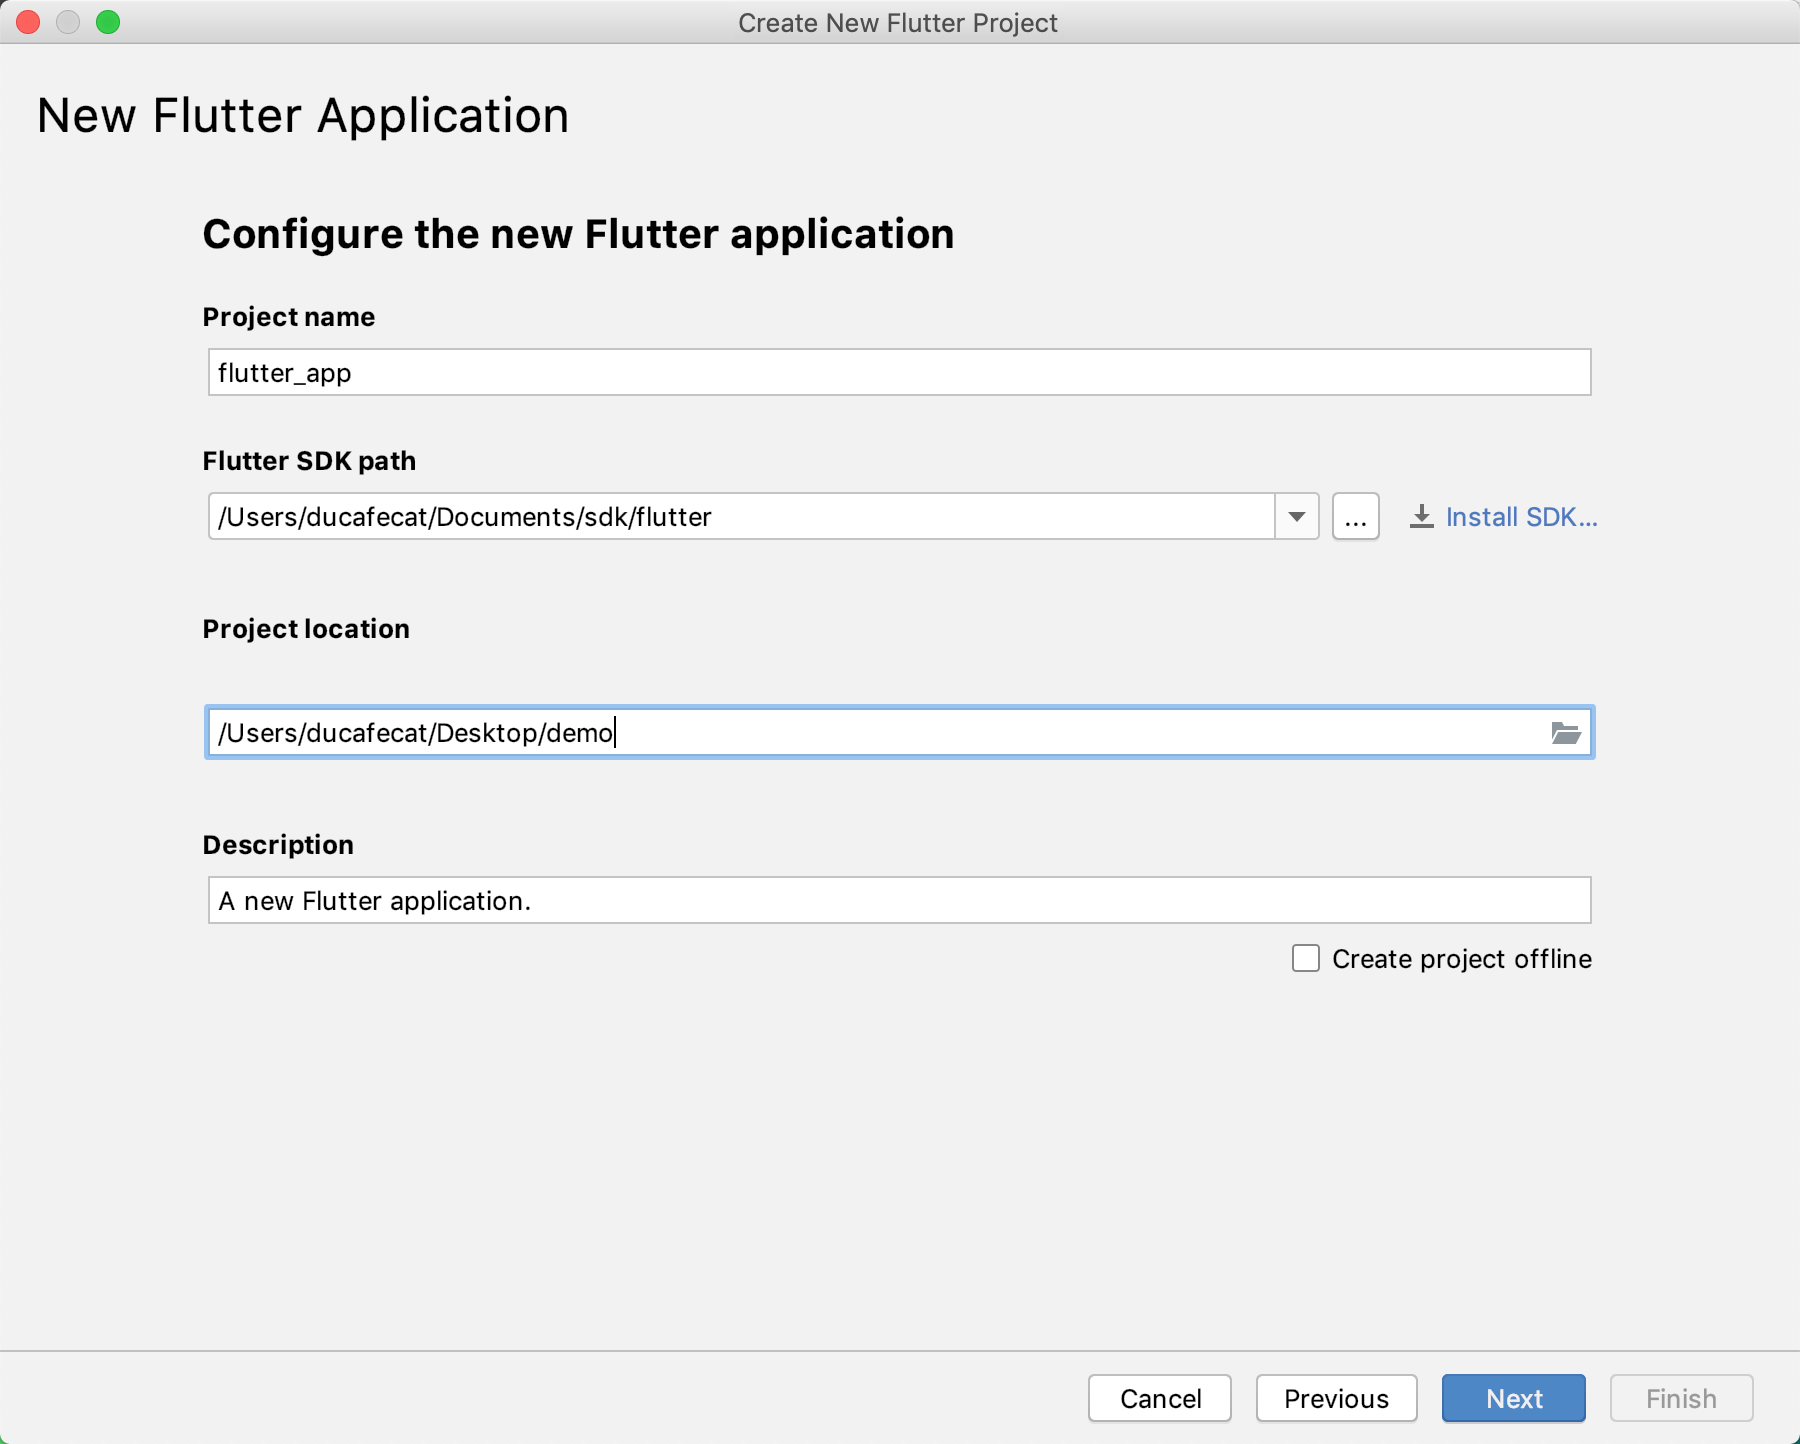 Create New Flutter Project
New Flutter Application
Configure the new Flutter application
Project name
flutter_app
Flutter SDK path
/Users/ducafecat/Documents/sdk/flutter
...
Install SDK...
Project location
/Users/ducafecat/Desktop/demo
Description
A new Flutter application.
Create project offline
Cancel
Previous
Next
Finish